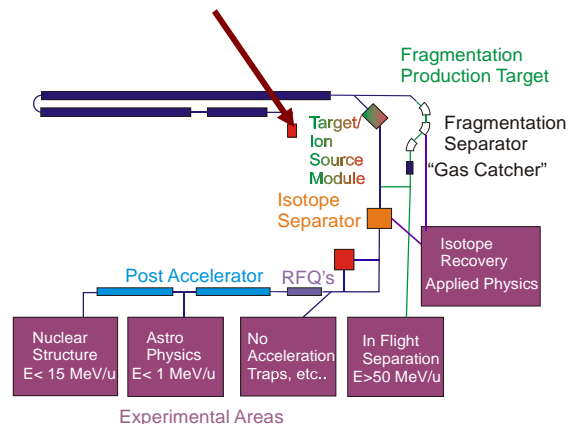 Fragmentation
Production Target
Target/
Ion
Source
Module
Fragmentation
Separator
"Gas Catcher"
Isotope
Separator
Isotope
Recovery
Applied Physics
Post Accelerator
RFQ's
Nuclear
Structure
E< 15 MeV/u
Astro
Physics
E< 1 MeV/u
No
Acceleration
Traps, etc..
In Flight
Separation
E>50 MeV/u
Experimental Areas